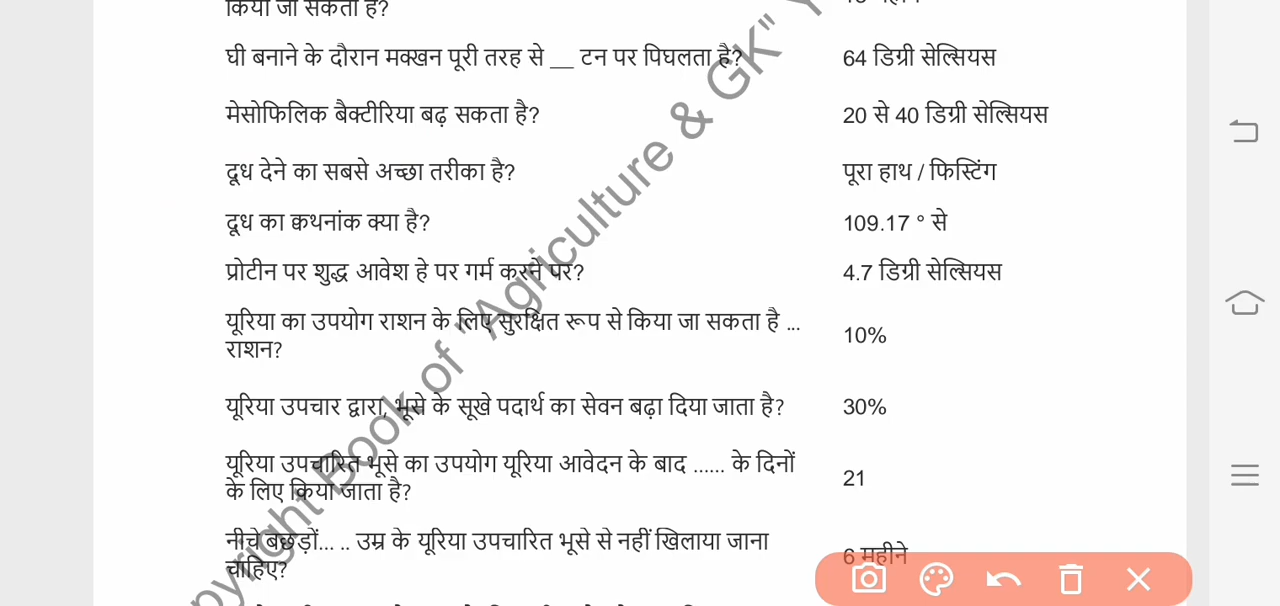 किया जा सकता है?
घी बनाने के दौरान मक्खन पूरी तरह से __ टन पर पिघलता है? 64 डिग्री सेल्सियस
मेसोफिलिक बैक्टीरिया बढ़ सकता है? 20 से 40 डिग्री सेल्सियस
दूध देने का सबसे अच्छा तरीका है? पूरा हाथ / फिस्टिंग
दूध का क्वथनांक क्या है? 109.17 ° से
प्रोटीन पर शुद्ध आवेश हे पर गर्म करने पर? 4.7 डिग्री सेल्सियस
यूरिया का उपयोग राशन के लिए सुरक्षित रूप से किया जा सकता है ...
राशन? 10%
यूरिया उपचार द्वारा, भूसे के सूखे पदार्थ का सेवन बढ़ा दिया जाता है? 30%
यूरिया उपचारित भूसे का उपयोग यूरिया आवेदन के बाद ...... के दिनों
के लिए किया जाता है? 21
नीचे बछड़ों... .. उम्र के यूरिया उपचारित भूसे से नहीं खिलाया जाना
चाहिए? 6 महीने
pyright Book of "Agriculture & GK" Y